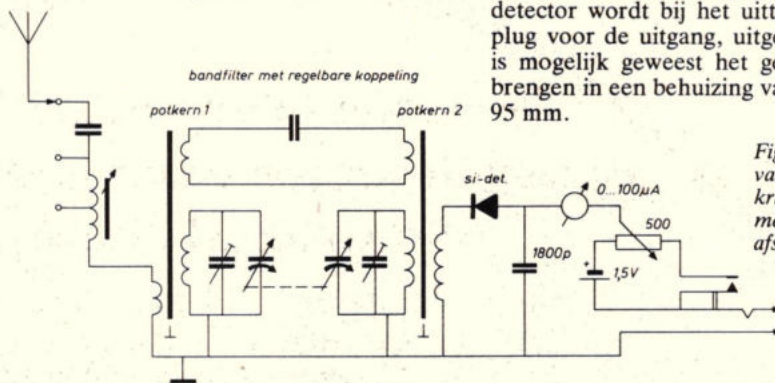 detector wordt bij het uitt
plug voor de uitgang, uitge
is mogelijk geweest het ge
brengen in een behuizing va
95 mm.
bandfilter met regelbare koppeling
potkern 1
potkern 2
Fig
va
kri
me
afs
si-det.
0...100µA
500
1800p
+
1,5V